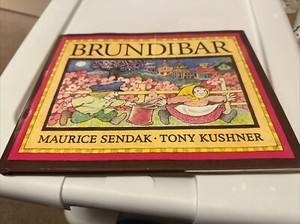 BRUNDIBAR
MAURICE SENDAK · TONY KUSHNER